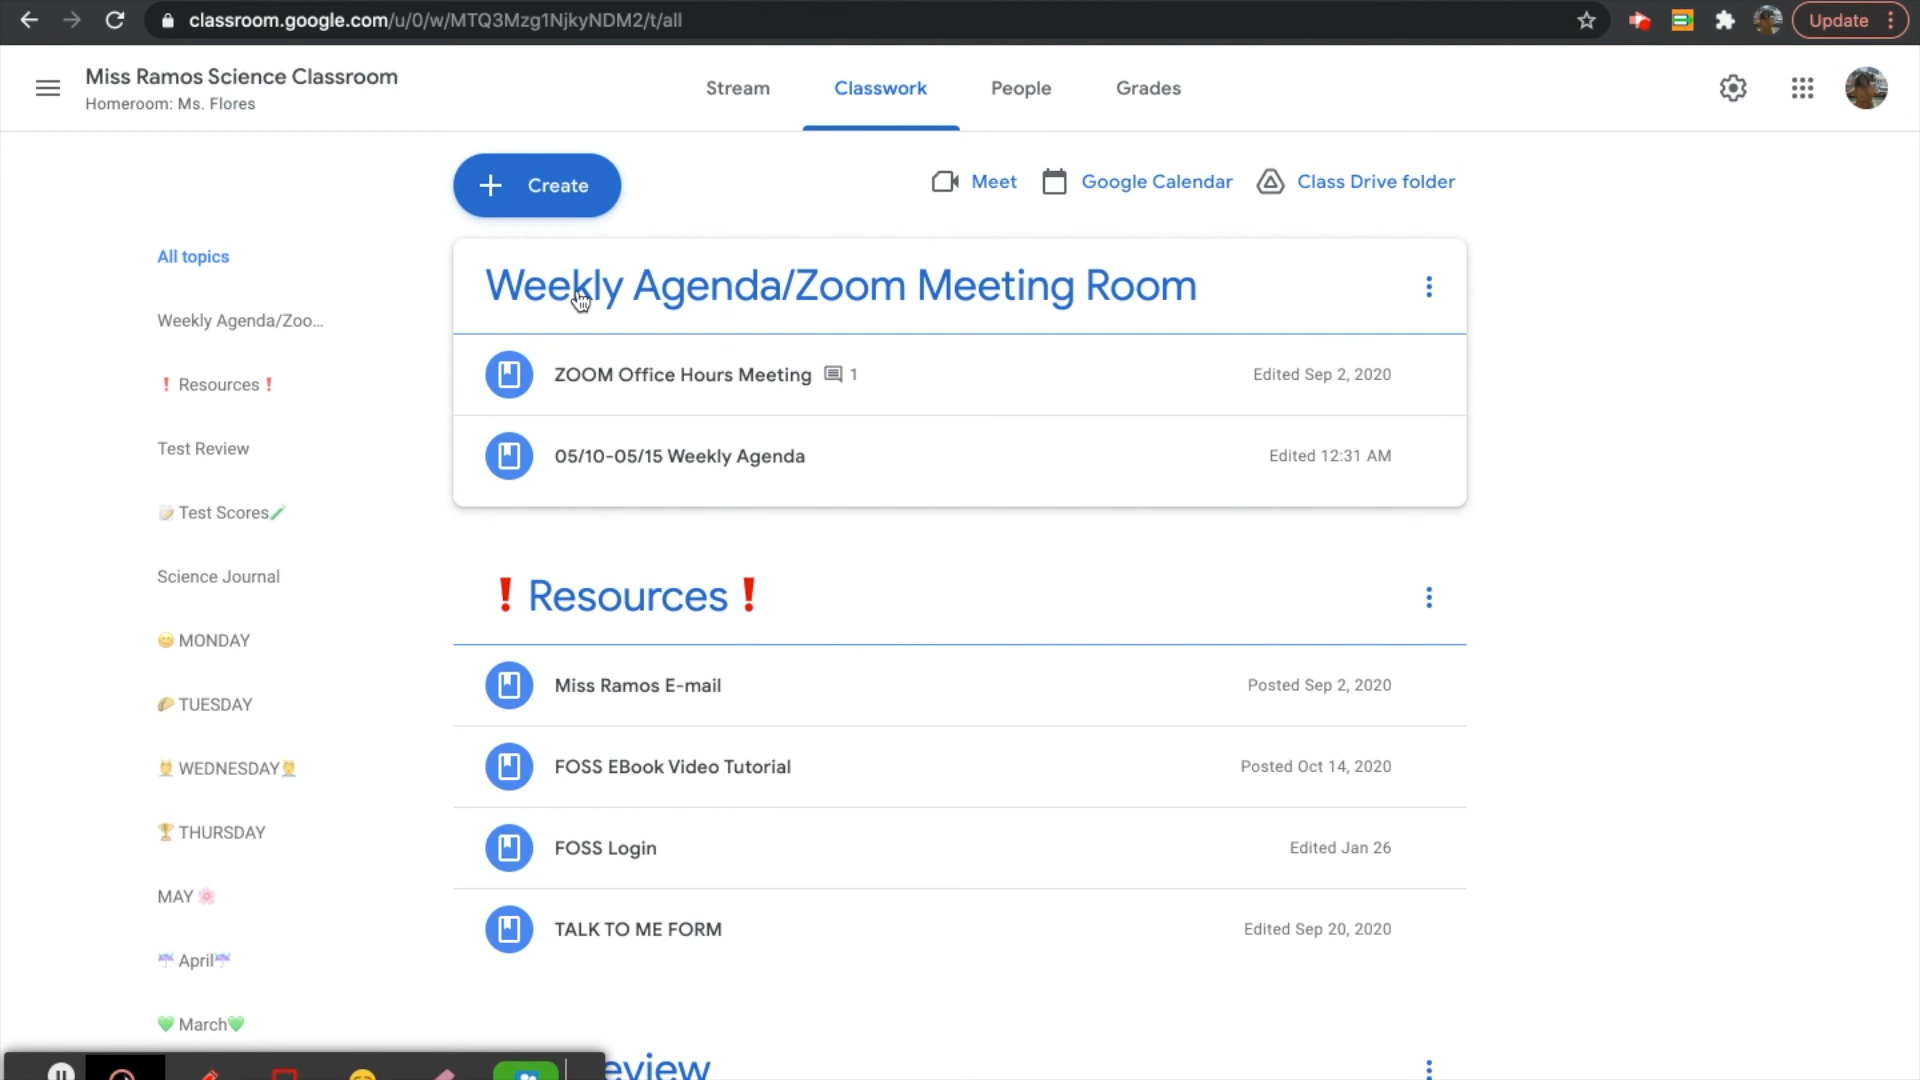 classroom.google.com/u/0/w/MTQ3Mzg1NjkyNDM2/t/all
Update
Miss Ramos Science Classroom
Homeroom: Ms. Flores
Stream
Classwork
People
Grades
Create
Meet
Google Calendar
Class Drive folder
All topics
Weekly Agenda/Zoo...
❗ Resources ❗
Test Review
📝 Test Scores🖍
Science Journal
😊 MONDAY
🌮 TUESDAY
WEDNESDAY
🏆 THURSDAY
MAY 🌸
☔ April☔
💚 March💚
Weekly Agenda/Zoom Meeting Room
ZOOM Office Hours Meeting 1
Edited Sep 2, 2020
05/10-05/15 Weekly Agenda
Edited 12:31 AM
❗ Resources ❗
Miss Ramos E-mail
Posted Sep 2, 2020
FOSS EBook Video Tutorial
Posted Oct 14, 2020
FOSS Login
Edited Jan 26
TALK TO ME FORM
Edited Sep 20, 2020
eview